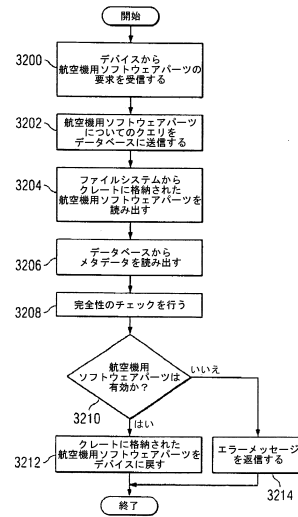 開始
3200
デバイスから
航空機用ソフトウェアパーツの
要求を受信する
3202
航空機用ソフトウェアパーツ
についてのクエリを
データベースに送信する
3204
ファイルシステムから
クレートに格納された
航空機用ソフトウェアパーツを
読み出す
3206
データベースから
メタデータを読み出す
3208
完全性のチェックを行う
航空機用
ソフトウェアパーツは
有効か?
3210
いいえ
はい
3212
クレートに格納された
航空機用ソフトウェアパーツを
デバイスに戻す
エラーメッセージ
を返信する
3214
終了